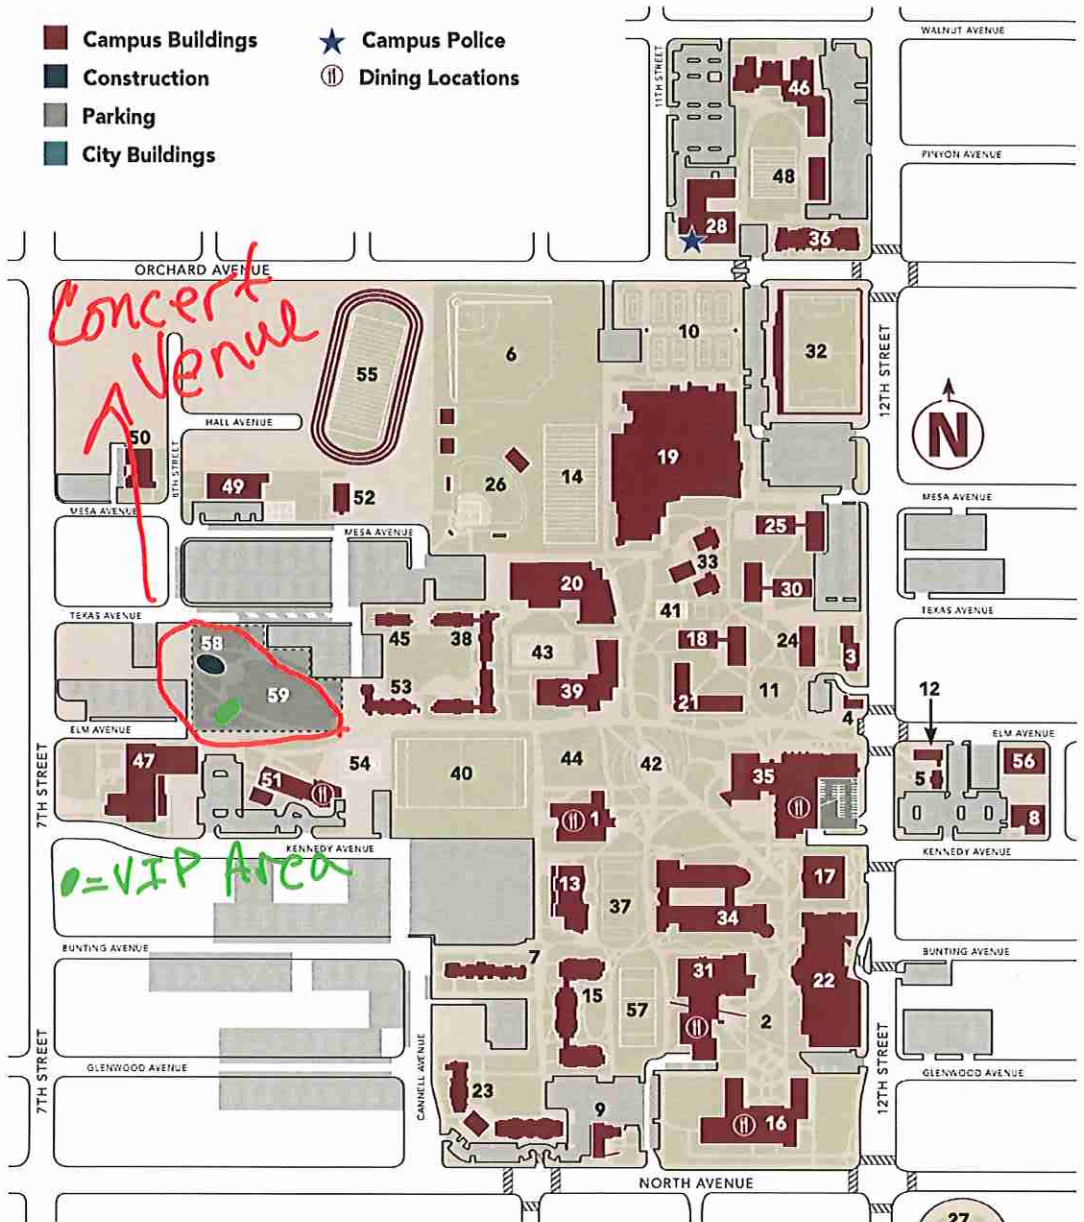 Campus Buildings
Construction
Parking
City Buildings
Campus Police
Dining Locations
WALNUT AVENUE
11TH STREET
46
PINYON AVENUE
48
28
36
ORCHARD AVENUE
Concert
Venue
55
6
10
32
12TH STREET
N
HALL AVENUE
50
8TH STREET
49
52
26
14
19
MESA AVENUE
MESA AVENUE
MESA AVENUE
25
33
20
30
41
TEXAS AVENUE
TEXAS AVENUE
58
45
38
43
18
24
3
59
53
39
21
11
12
4
ELM AVENUE
ELM AVENUE
7TH STREET
47
51
54
40
44
42
35
5
56
1
8
KENNEDY AVENUE
KENNEDY AVENUE
=VIP Area
13
37
34
17
BUNTING AVENUE
BUNTING AVENUE
7
15
57
31
2
22
7TH STREET
GLENWOOD AVENUE
CANNELL AVENUE
12TH STREET
GLENWOOD AVENUE
23
9
16
NORTH AVENUE
27